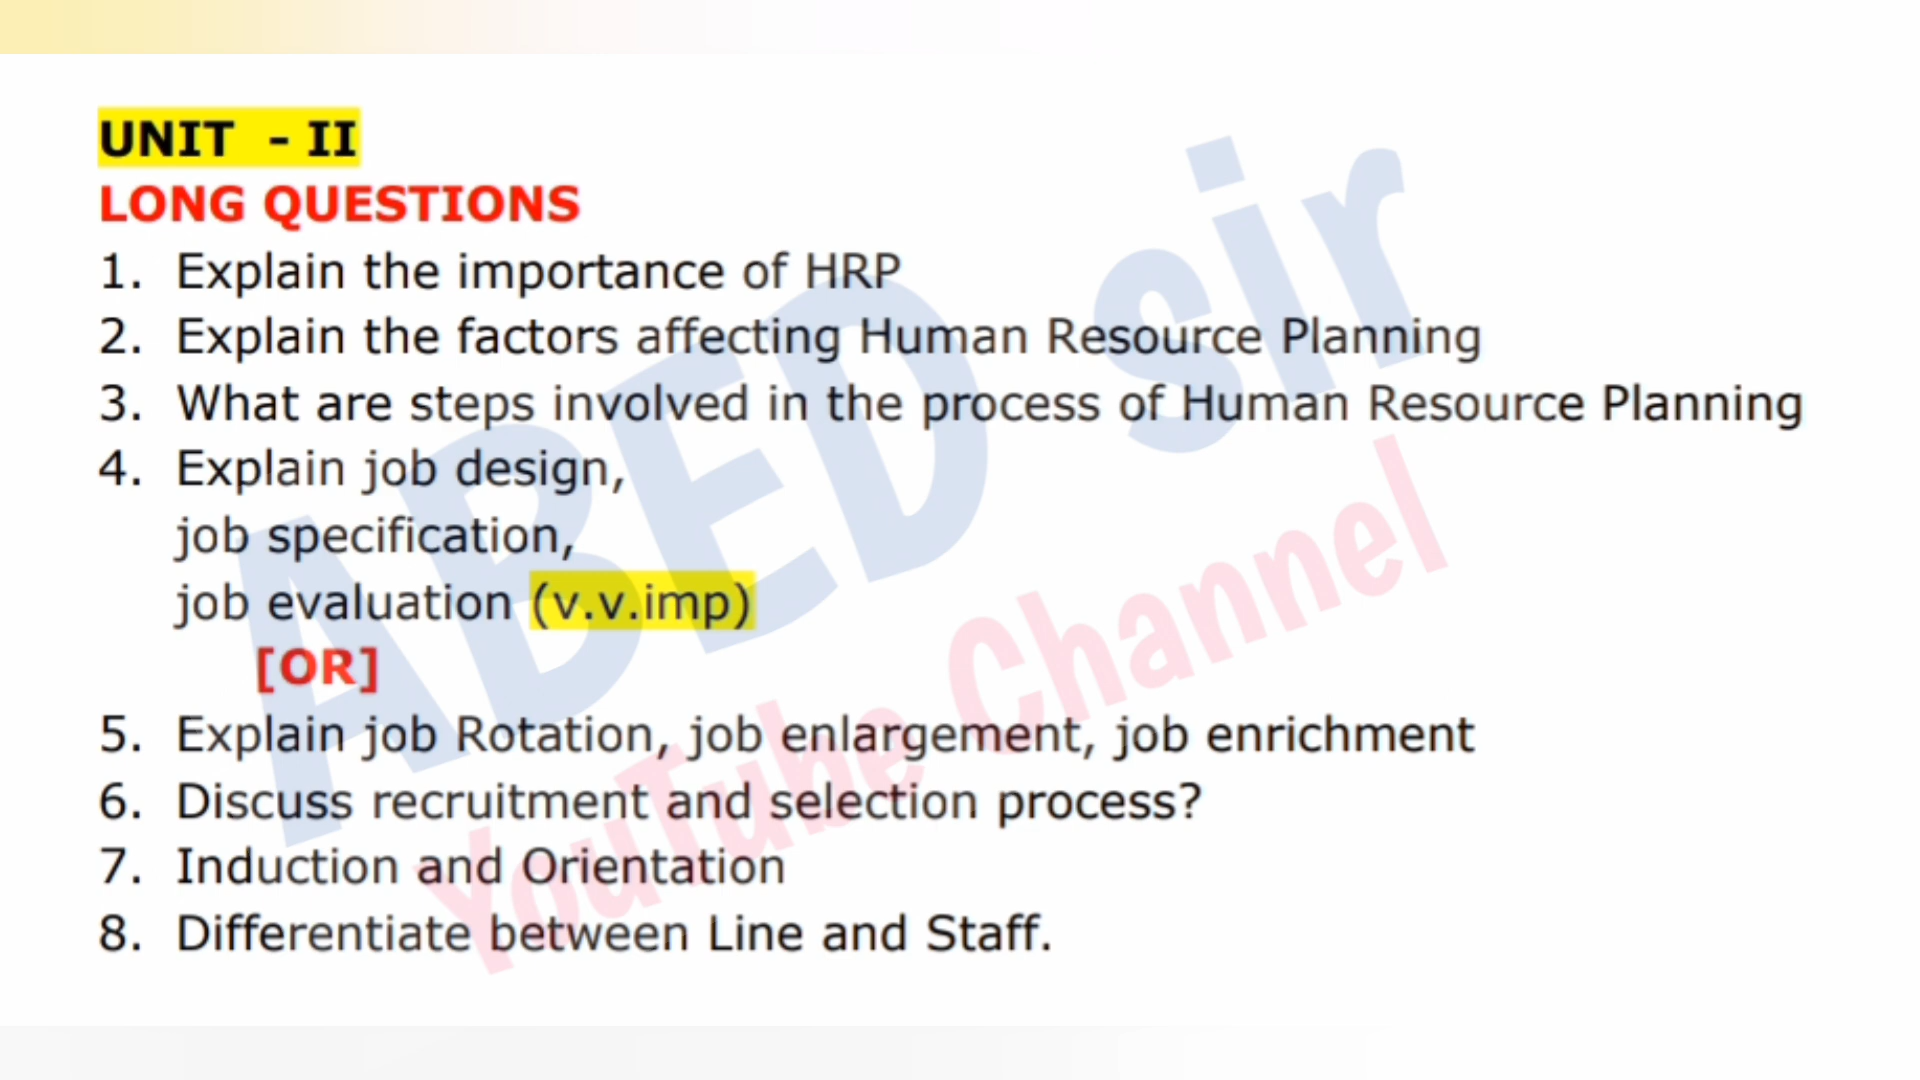 UNIT - II
LONG QUESTIONS
1. Explain the importance of HRP
2. Explain the factors affecting Human Resource Planning
3. What are steps involved in the process of Human Resource Planning
4. Explain job design,
job specification,
job evaluation (v.v.imp)
[OR]
5. Explain job Rotation, job enlargement, job enrichment
6. Discuss recruitment and selection process?
7. Induction and Orientation
8. Differentiate between Line and Staff.
ABED sir
YouTube Channel